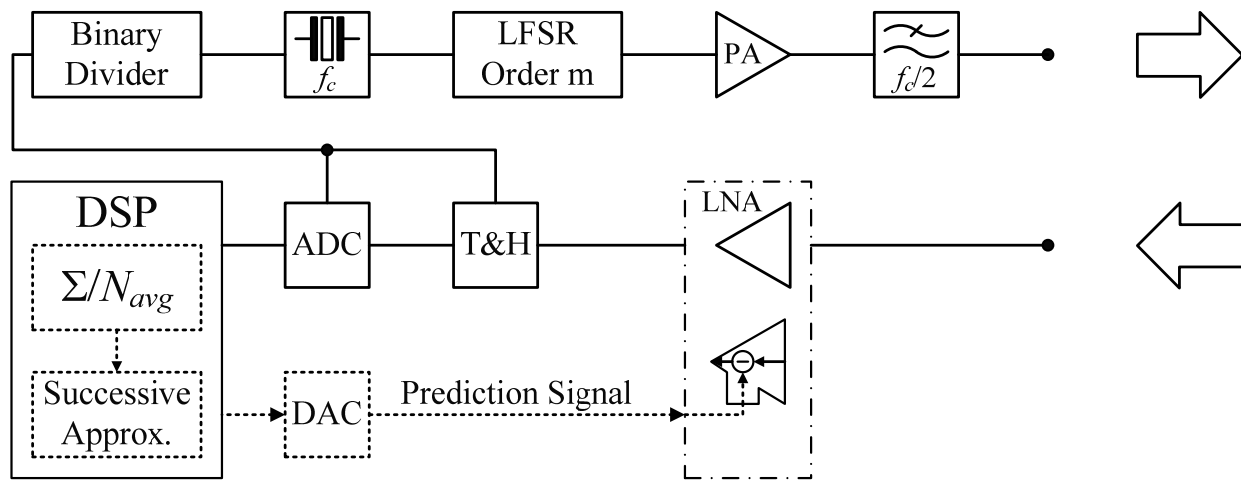 Binary
Divider
f_c
LFSR
Order m
PA
f_c/2
DSP
ADC
T&H
LNA
Σ/N_avg
Successive
Approx.
DAC
Prediction Signal